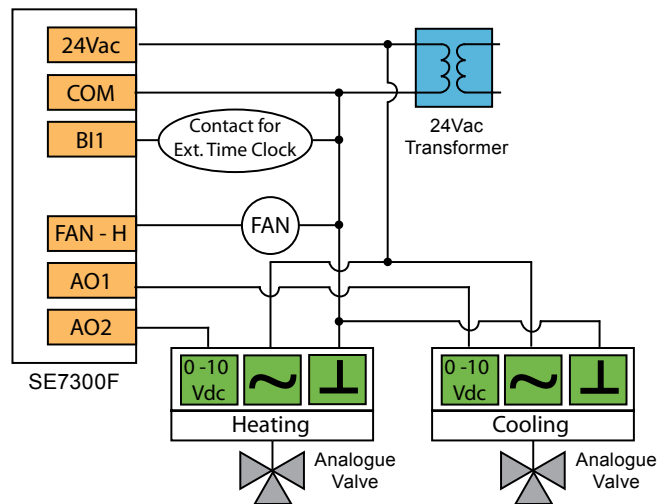 24Vac
COM
BI1
Contact for
Ext. Time Clock
24Vac
Transformer
FAN - H
FAN
AO1
AO2
SE7300F
0 -10
Vdc
~
⊥
Heating
Analogue
Valve
0 -10
Vdc
~
⊥
Cooling
Analogue
Valve